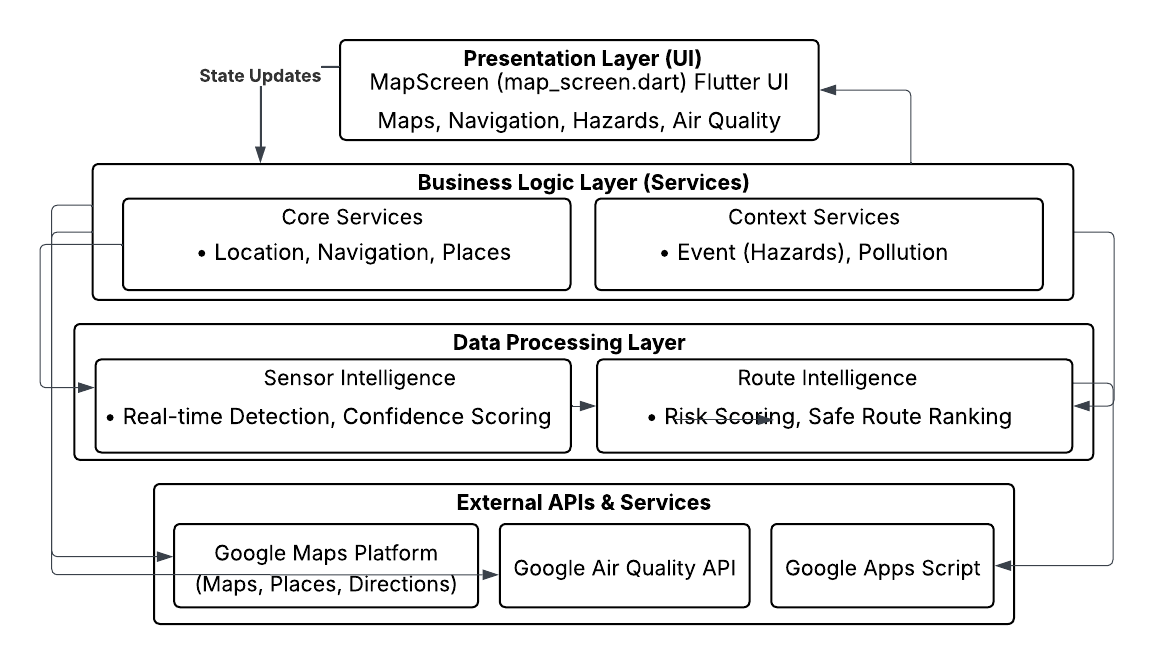 Presentation Layer (UI)
MapScreen (map_screen.dart) Flutter UI
Maps, Navigation, Hazards, Air Quality
State Updates
Business Logic Layer (Services)
Core Services
• Location, Navigation, Places
Context Services
• Event (Hazards), Pollution
Data Processing Layer
Sensor Intelligence
• Real-time Detection, Confidence Scoring
Route Intelligence
• Risk Scoring, Safe Route Ranking
External APIs & Services
Google Maps Platform
(Maps, Places, Directions)
Google Air Quality API
Google Apps Script